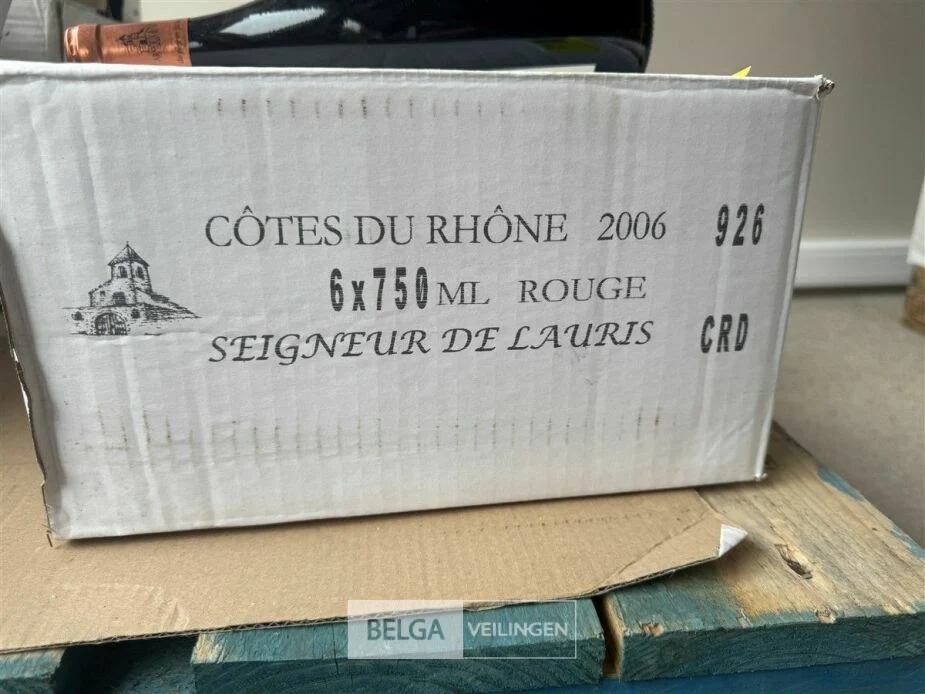 CÔTES DU RHÔNE 2006 926
6x750 ML ROUGE
SEIGNEUR DE LAURIS CRD
BELGA VEILINGEN